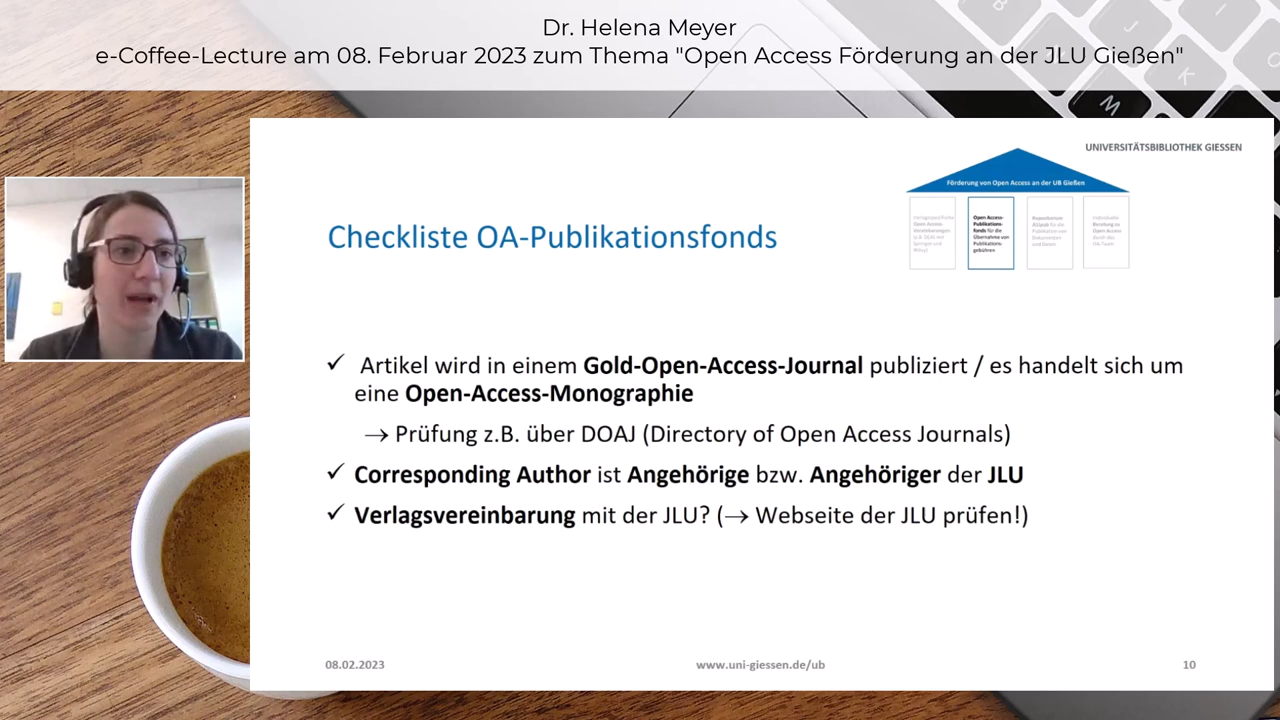 Dr. Helena Meyer
e-Coffee-Lecture am 08. Februar 2023 zum Thema "Open Access Förderung an der JLU Gießen"
UNIVERSITÄTSBIBLIOTHEK GIESSEN
Förderung von Open Access an der UB Gießen
Open Access-
Publikations-
fonds für die
Übernahme von
Publikations-
gebühren
Checkliste OA-Publikationsfonds
✓ Artikel wird in einem Gold-Open-Access-Journal publiziert / es handelt sich um
eine Open-Access-Monographie
→ Prüfung z.B. über DOAJ (Directory of Open Access Journals)
✓ Corresponding Author ist Angehörige bzw. Angehöriger der JLU
✓ Verlagsvereinbarung mit der JLU? (→ Webseite der JLU prüfen!)
08.02.2023
www.uni-giessen.de/ub
10